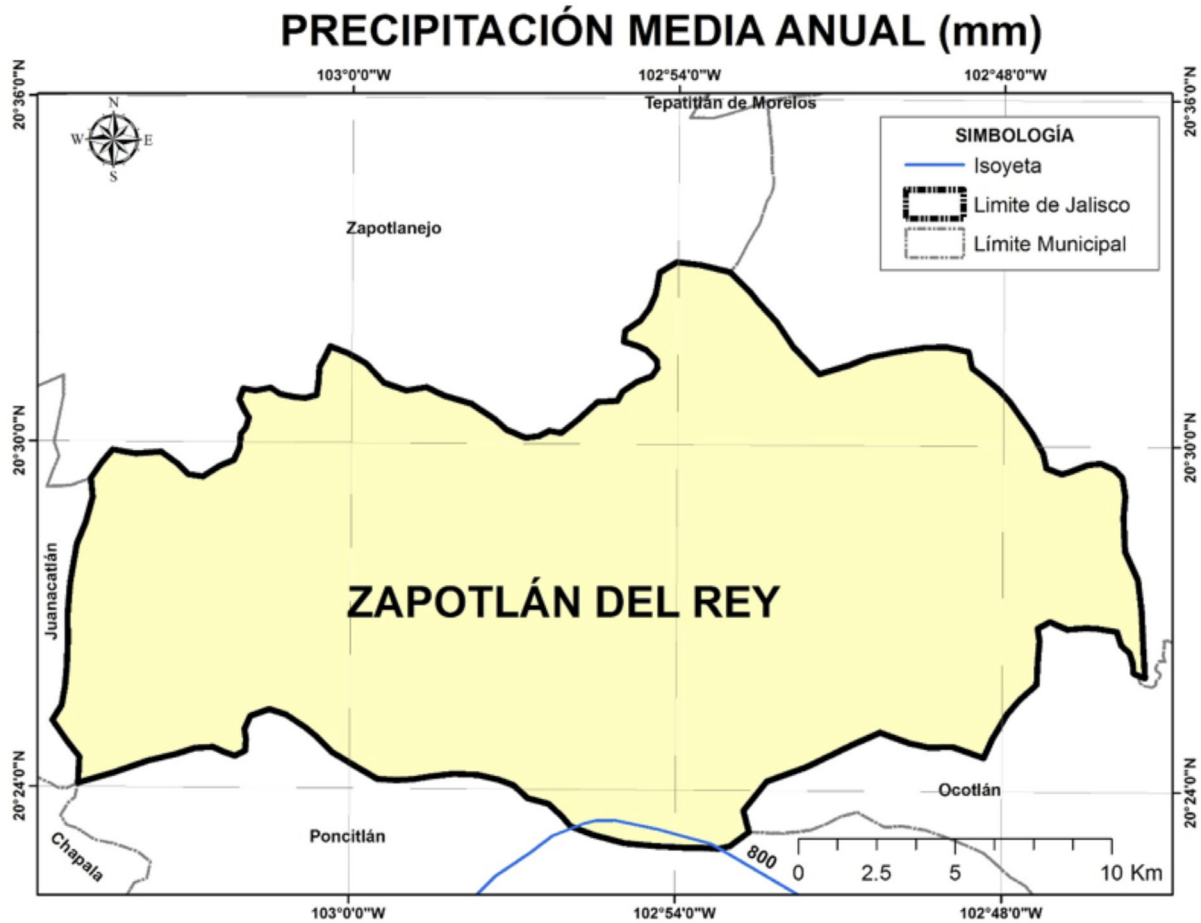 PRECIPITACIÓN MEDIA ANUAL (mm)
103°0'0"W
102°54'0"W
102°48'0"W
20°36'0"N
20°36'0"N
Tepatitlán de Morelos
N
W
E
S
SIMBOLOGÍA
Isoyeta
Limite de Jalisco
Límite Municipal
Zapotlanejo
20°30'0"N
20°30'0"N
Juanacatlán
ZAPOTLÁN DEL REY
20°24'0"N
20°24'0"N
Ocotlán
Poncitlán
Chapala
800
0
2.5
5
10 Km
103°0'0"W
102°54'0"W
102°48'0"W